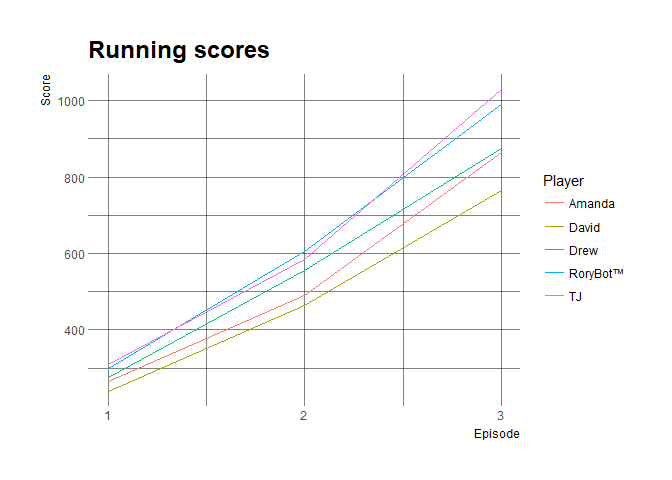 Running scores
Score
1000
800
600
400
1 2 3
Episode
Player
Amanda
David
Drew
RoryBot™
TJ